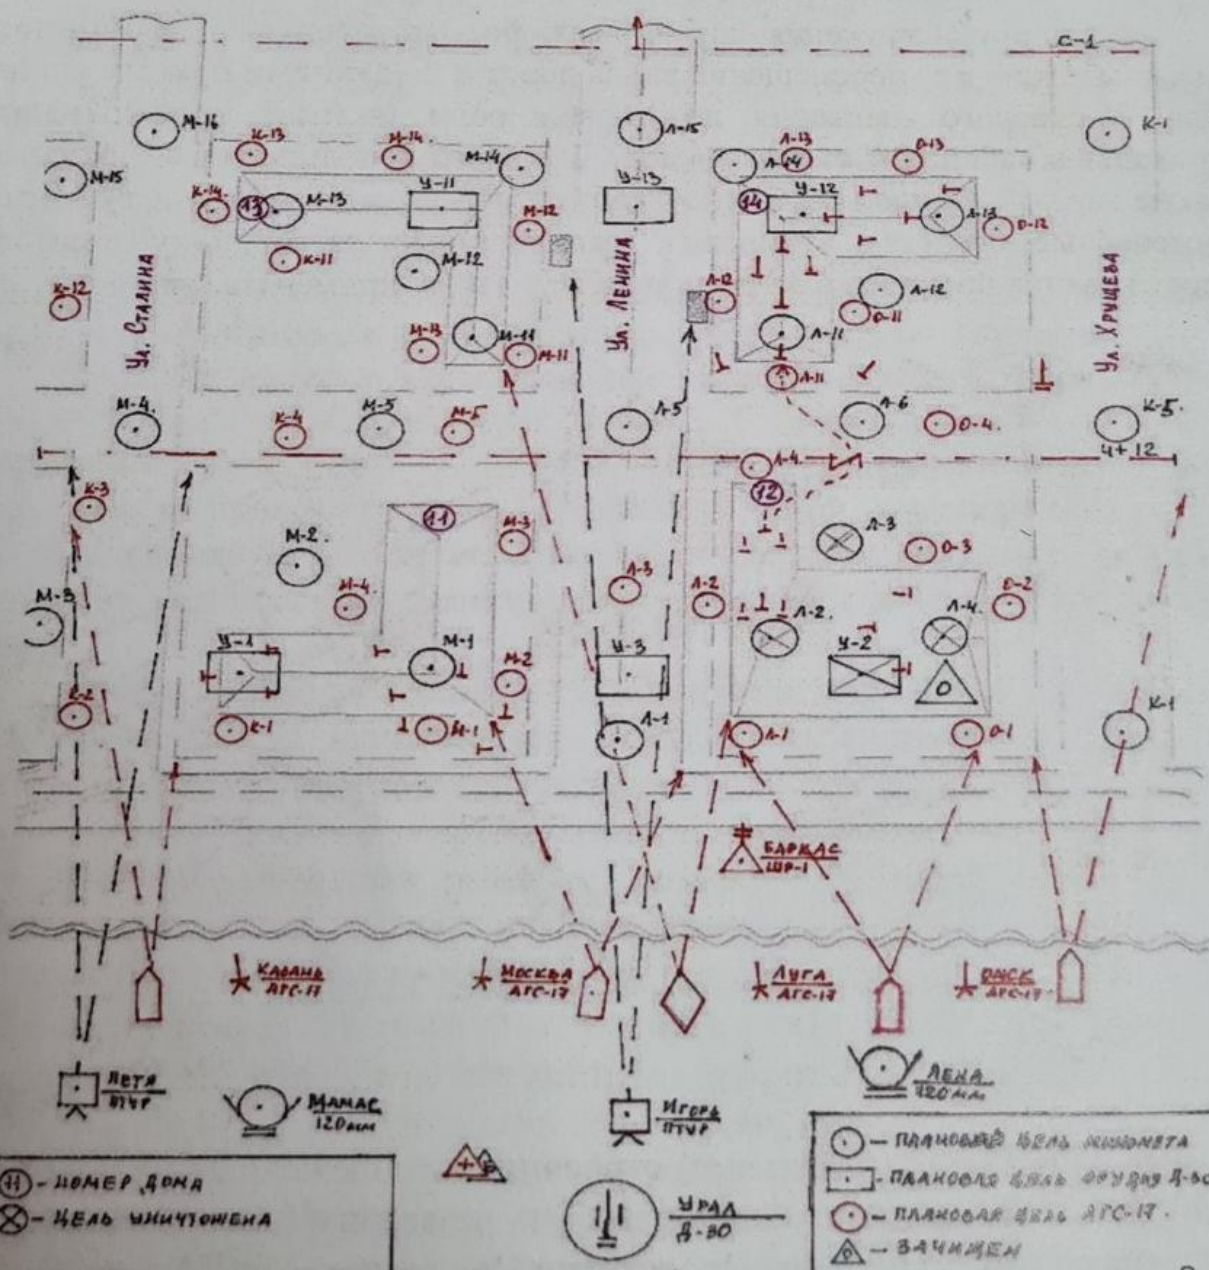 С-1
М-16
К-13
М-14
М-14
Л-15
Л-13
Л-14
О-13
К-1
М-15
К-14.
13
М-13
У-11
М-12
У-13
14
У-12
Л-13
О-12
К-11
М-12
К-12
Л-12
Л-12
О-11
Ул. Сталина
Ул. Ленина
Ул. Хрущева
М-13
М-11
М-11
Л-11
Л-11
М-4.
К-4
М-5
М-5
Л-5
Л-6
О-4.
К-5.
Ч+12
Л-4
12
К-3
11
М-2.
М-3
Л-3
О-3
М-3
М-4
Л-3
Л-2
Л-2.
Л-4.
О-2
У-1
М-1
М-2
У-3
У-2
О
К-2
К-1
М-1
Л-1
Л-1
О-1
К-1
БАРКАС
ШР-1
КАЗАНЬ
АГС-17
МОСКВА
АГС-17
ЛУГА
АГС-17
ОМСК
АГС-17
ПЕТЯ
ПТУР
МАМАС
120мм
ИГОРЬ
ПТУР
ЛЕНА
120мм
УРАЛ
Д-30
11 - НОМЕР ДОМА
- ЦЕЛЬ УНИЧТОЖЕНА
- ПЛАНОВАЯ ЦЕЛЬ МИНОМЕТА
- ПЛАНОВАЯ ЦЕЛЬ ОРУДИЯ Д-30
- ПЛАНОВАЯ ЦЕЛЬ АГС-17.
О - ЗАЧИЩЕН